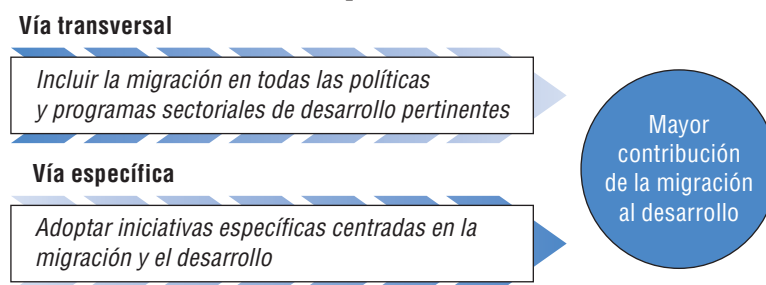 Vía transversal
Incluir la migración en todas las políticas
y programas sectoriales de desarrollo pertinentes
Vía específica
Adoptar iniciativas específicas centradas en la
migración y el desarrollo
Mayor
contribución
de la migración
al desarrollo